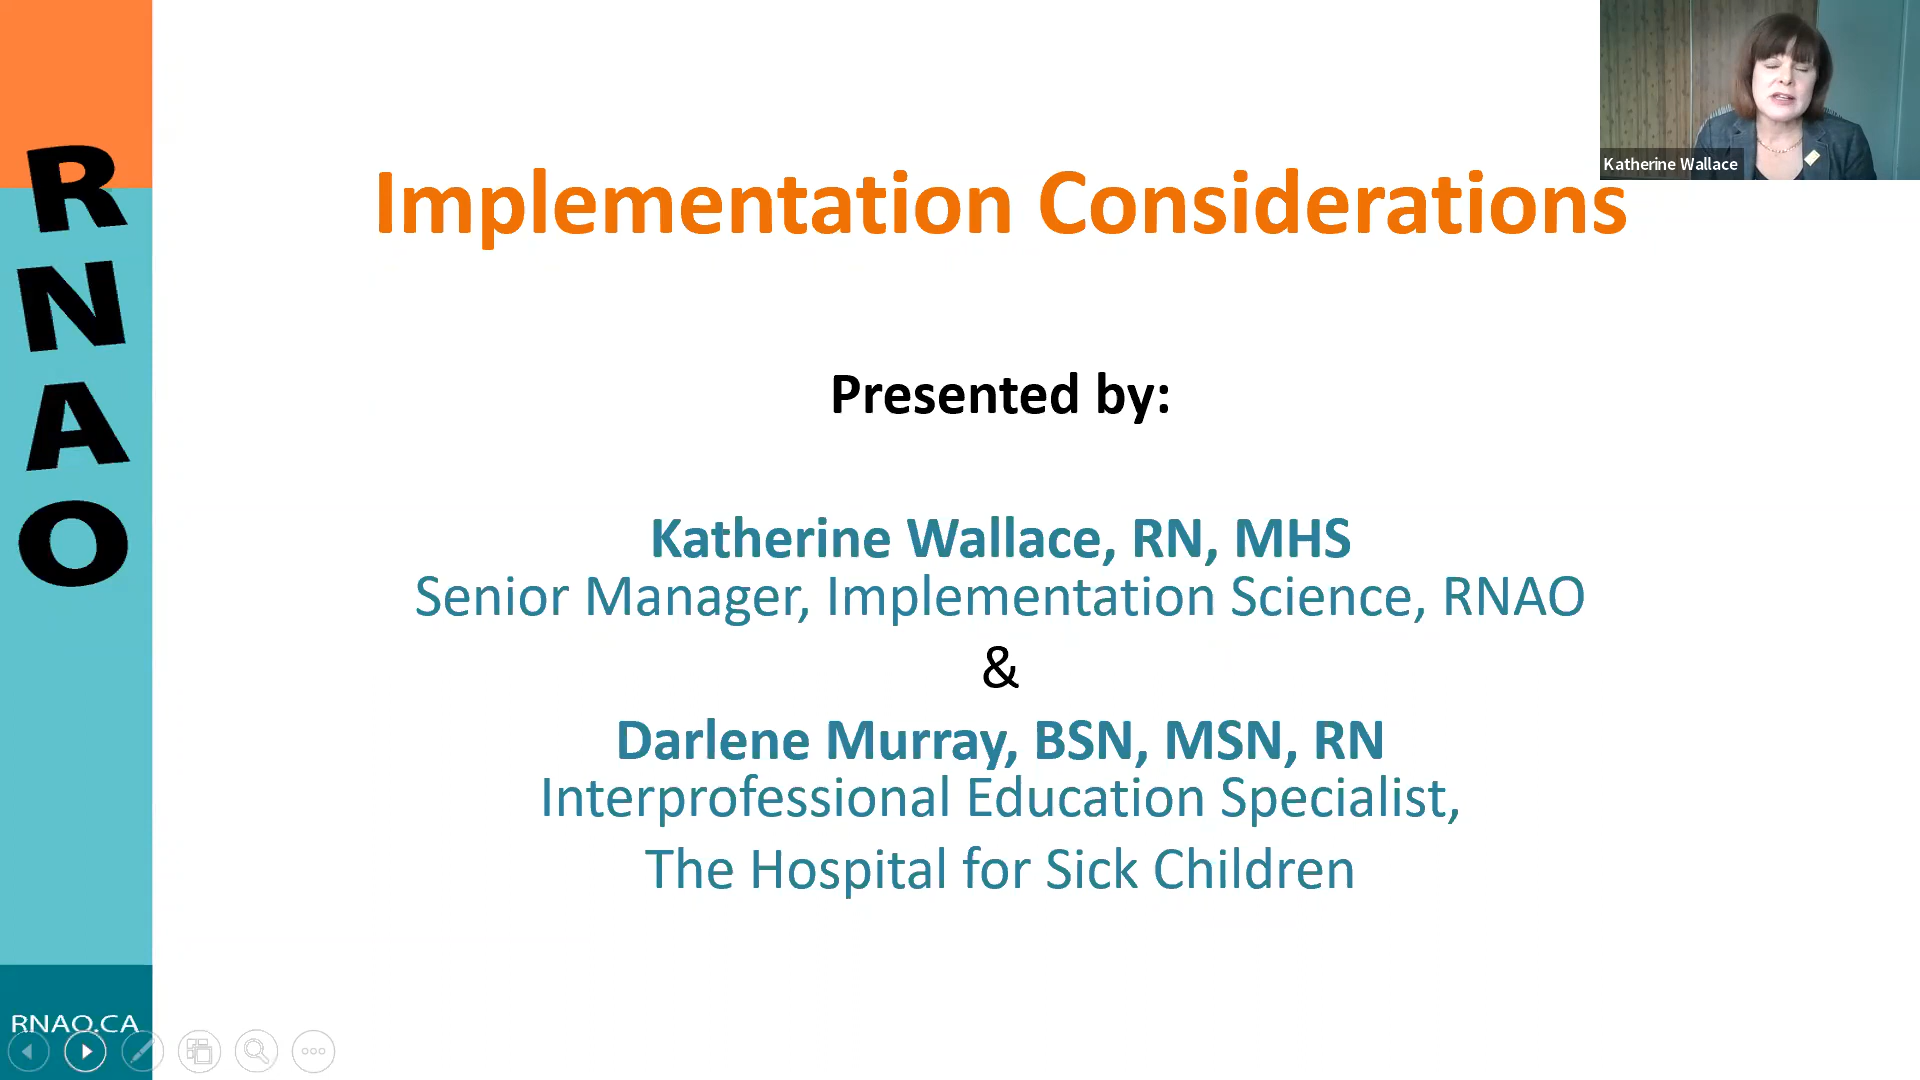 RNAO
Katherine Wallace
Implementation Considerations
Presented by:
Katherine Wallace, RN, MHS
Senior Manager, Implementation Science, RNAO
&
Darlene Murray, BSN, MSN, RN
Interprofessional Education Specialist,
The Hospital for Sick Children
RNAO.CA